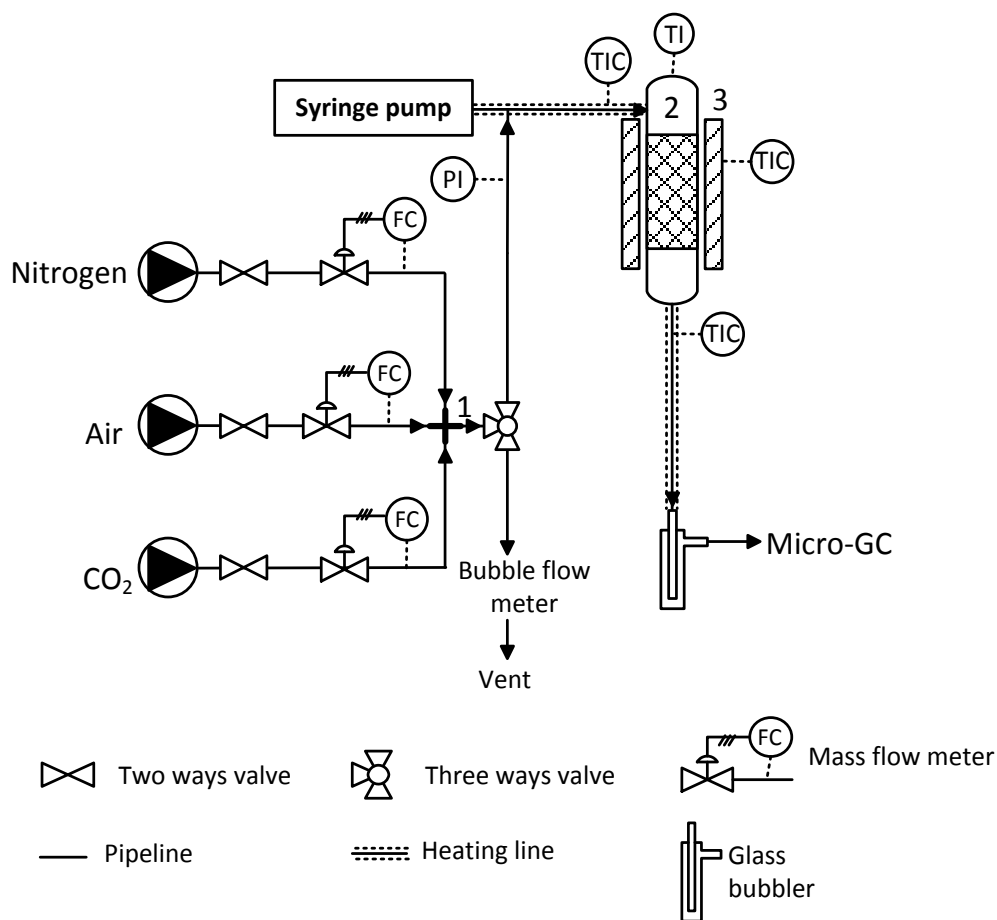 TI
TIC
Syringe pump
2
3
TIC
PI
FC
Nitrogen
TIC
FC
1
Air
FC
CO₂
Micro-GC
Bubble flow
meter
Vent
Two ways valve
Three ways valve
FC
Mass flow meter
Pipeline
Heating line
Glass
bubbler